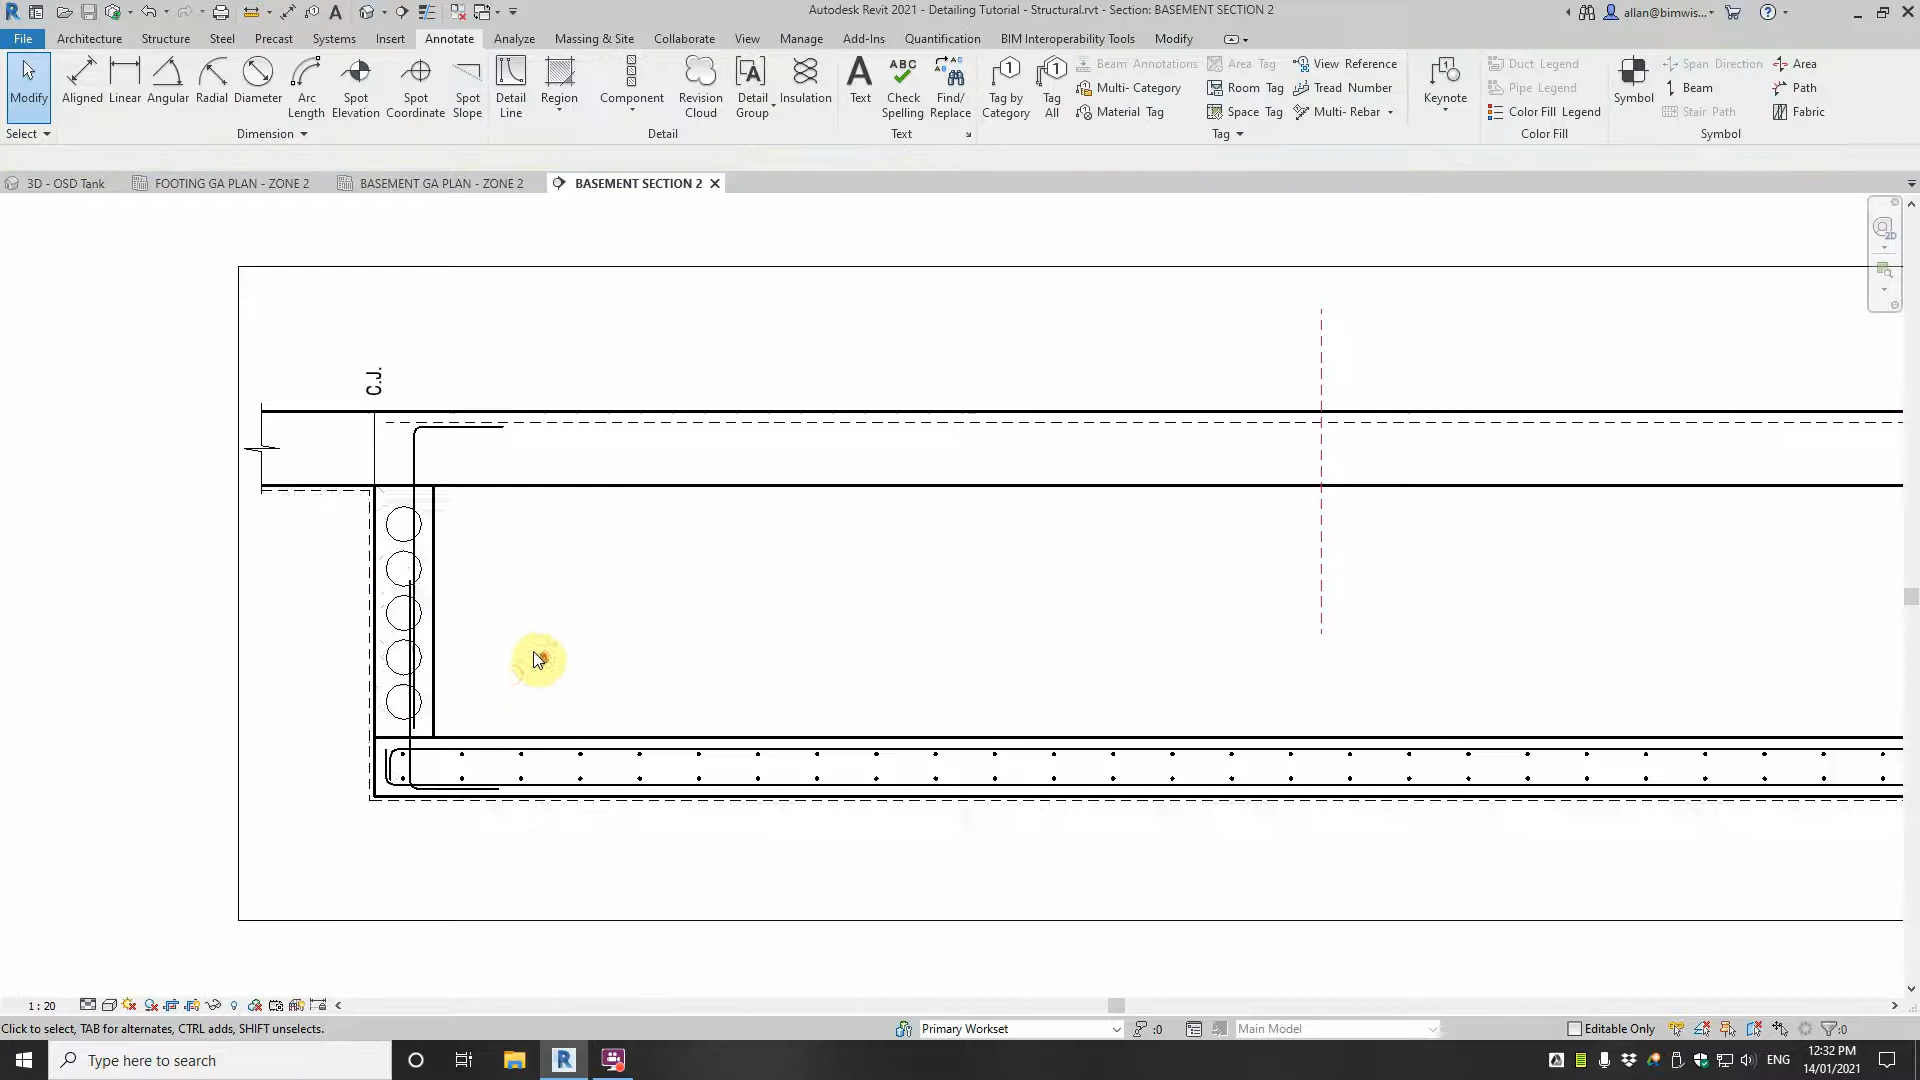 Autodesk Revit 2021 - Detailing Tutorial - Structural.rvt - Section: BASEMENT SECTION 2
allan@bimwis...
File Architecture Structure Steel Precast Systems Insert Annotate Analyze Massing & Site Collaborate View Manage Add-Ins Quantification BIM Interoperability Tools Modify
Modify
Aligned
Linear
Angular
Radial
Diameter
Arc Length
Spot Elevation
Spot Coordinate
Spot Slope
Detail Line
Region
Component
Revision Cloud
Detail Group
Insulation
Text
ABC
Check Spelling
Find/ Replace
Tag by Category
Tag All
Beam Annotations
Multi- Category
Material Tag
Area Tag
Room Tag
Space Tag
View Reference
Tread Number
Multi- Rebar
Keynote
Duct Legend
Pipe Legend
Color Fill Legend
Symbol
Span Direction
Beam
Stair Path
Area
Path
Fabric
Select
Dimension
Detail
Text
Tag
Color Fill
Symbol
3D - OSD Tank
FOOTING GA PLAN - ZONE 2
BASEMENT GA PLAN - ZONE 2
BASEMENT SECTION 2
2D
C.J.
1 : 20
Click to select, TAB for alternates, CTRL adds, SHIFT unselects.
:0
Primary Workset
Main Model
Editable Only
:0
Type here to search
ENG
12:32 PM
14/01/2021